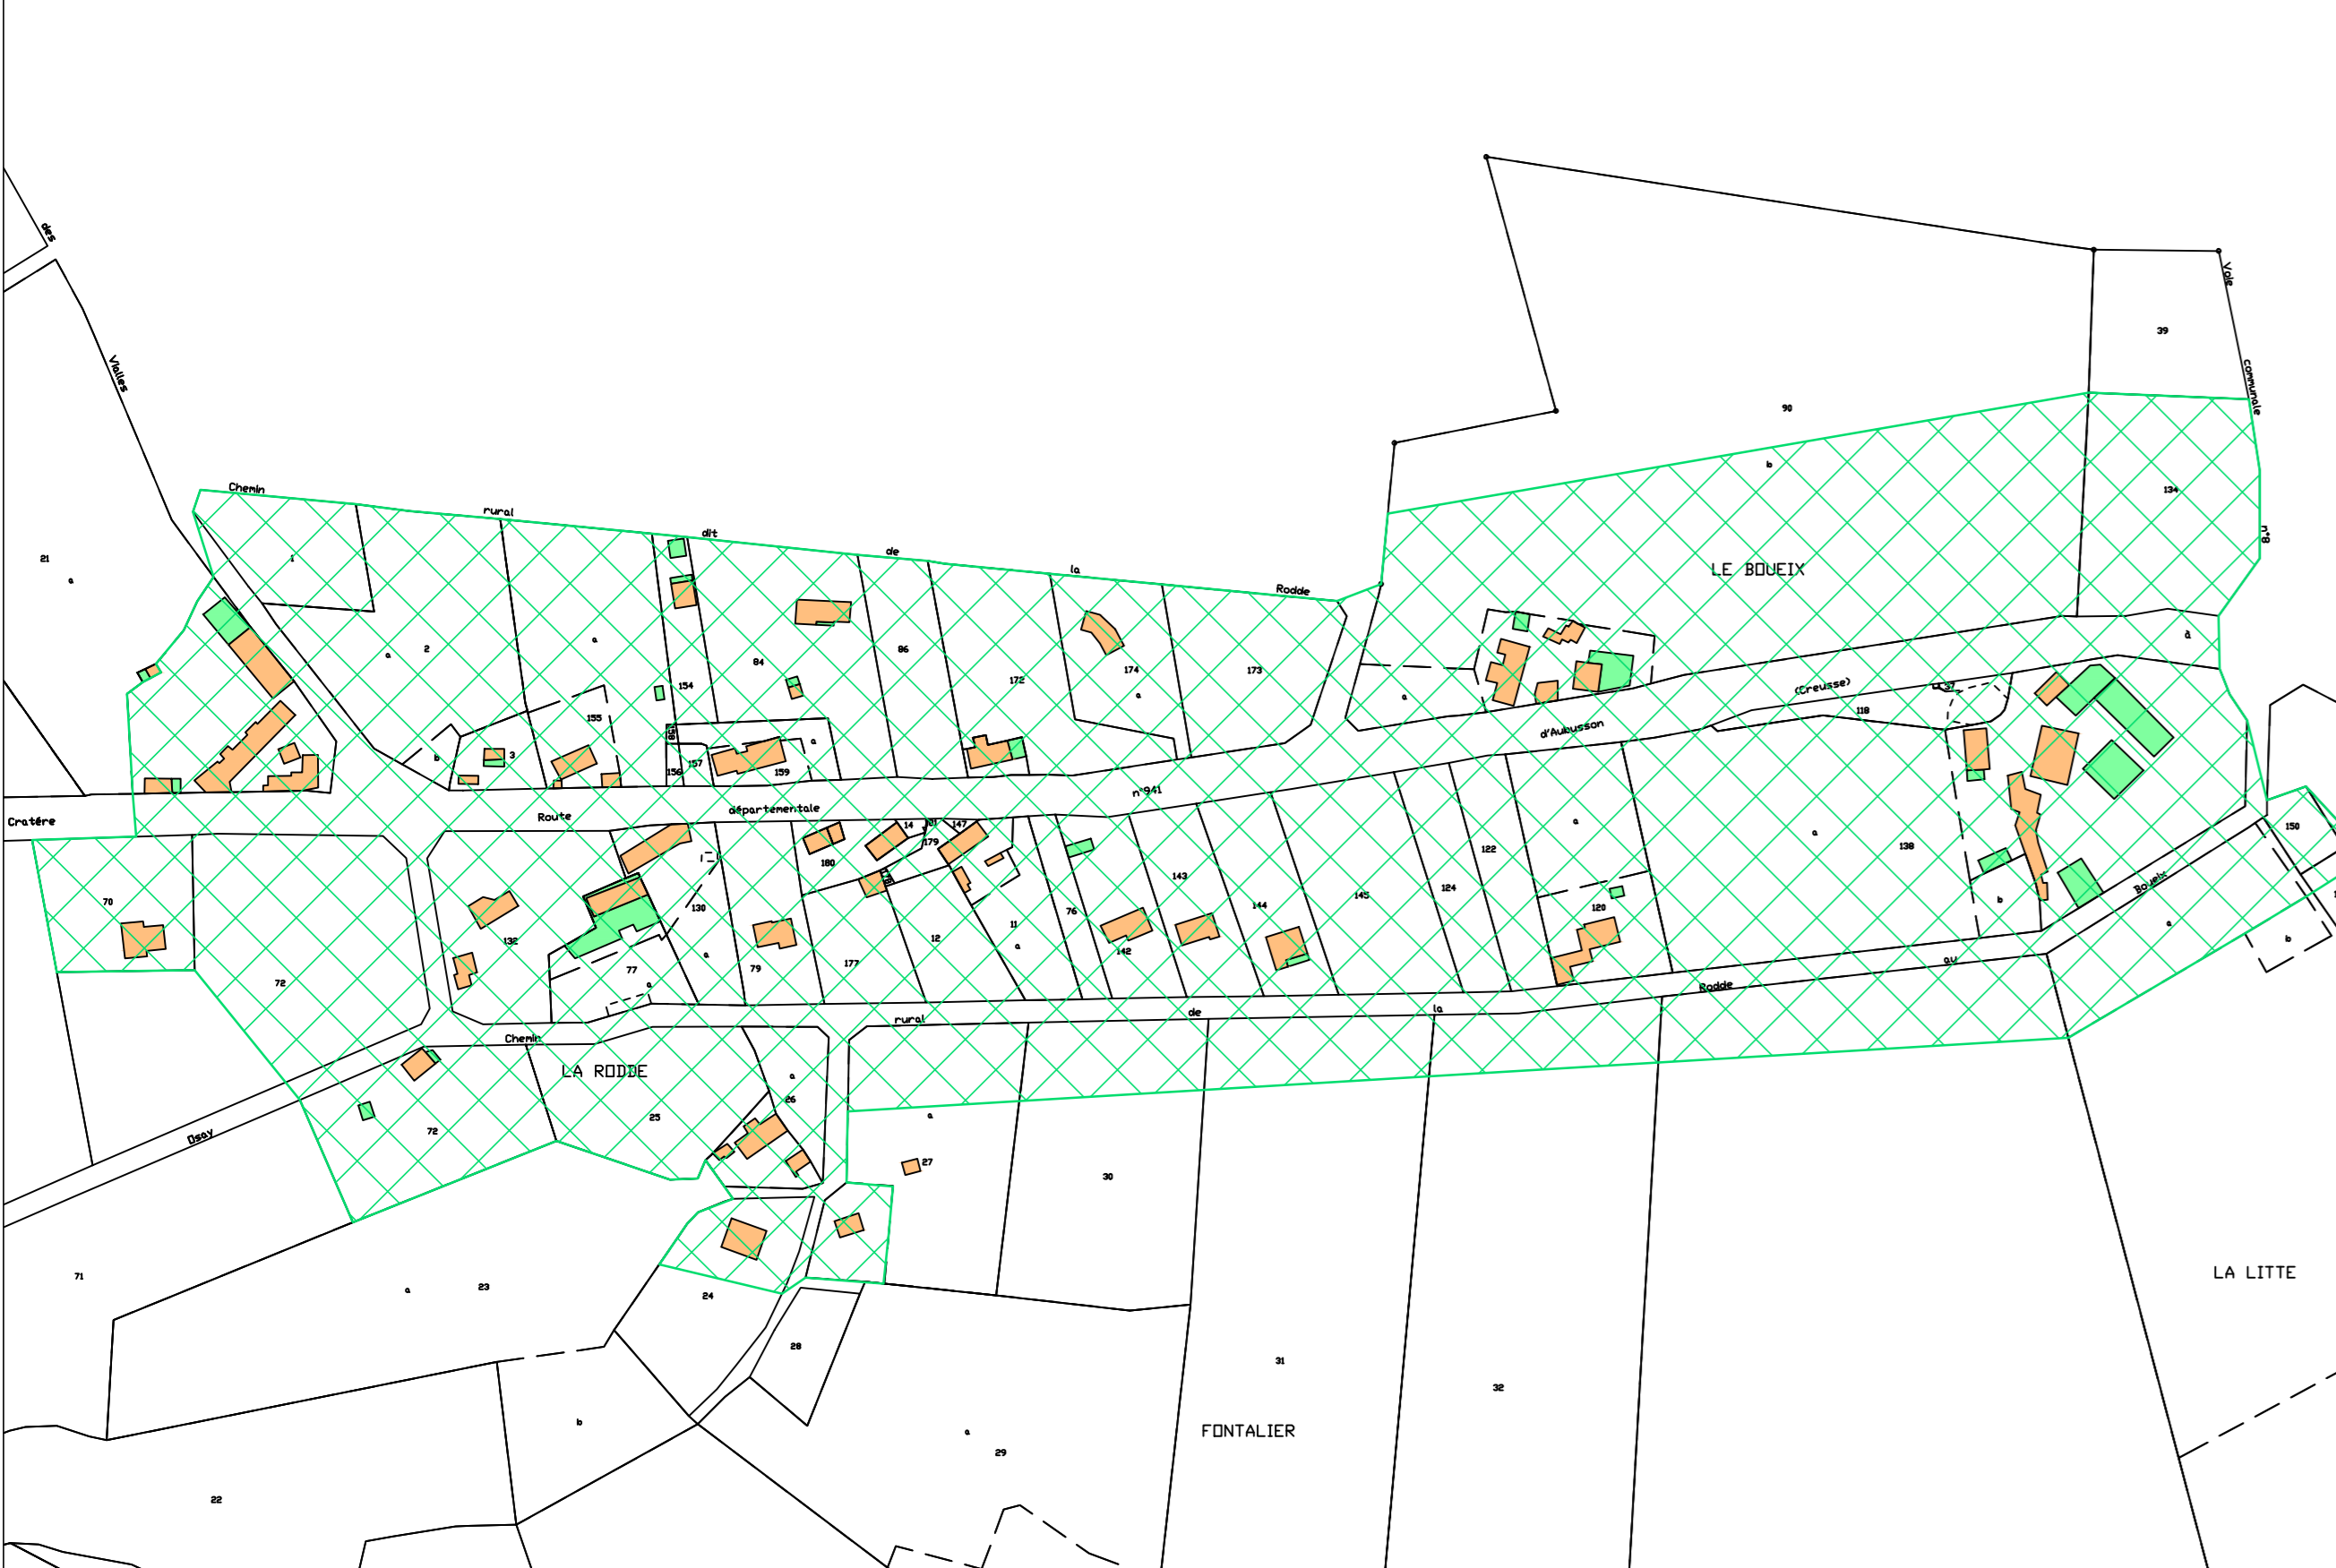 des
Vialles
21
a
Cratére
Chemin
rural
dit
de
la
Rodde
1
2
a
b
3
a
155
154
158
156
157
159
a
84
86
172
174
a
173
90
b
39
134
Voie
communale
n°8
à
LE BOUEIX
a
Route
départementale
n°941
d'Aubusson
(Creusse)
118
70
72
132
130
a
77
a
79
177
180
14
179
147
12
11
a
76
142
143
144
145
124
122
a
120
a
138
b
150
a
b
Chemin
rural
de
la
Rodde
au
Boueix
Osay
LA RODDE
72
25
a
26
a
27
30
71
a
23
24
28
31
32
LA LITTE
FONTALIER
b
a
29
22